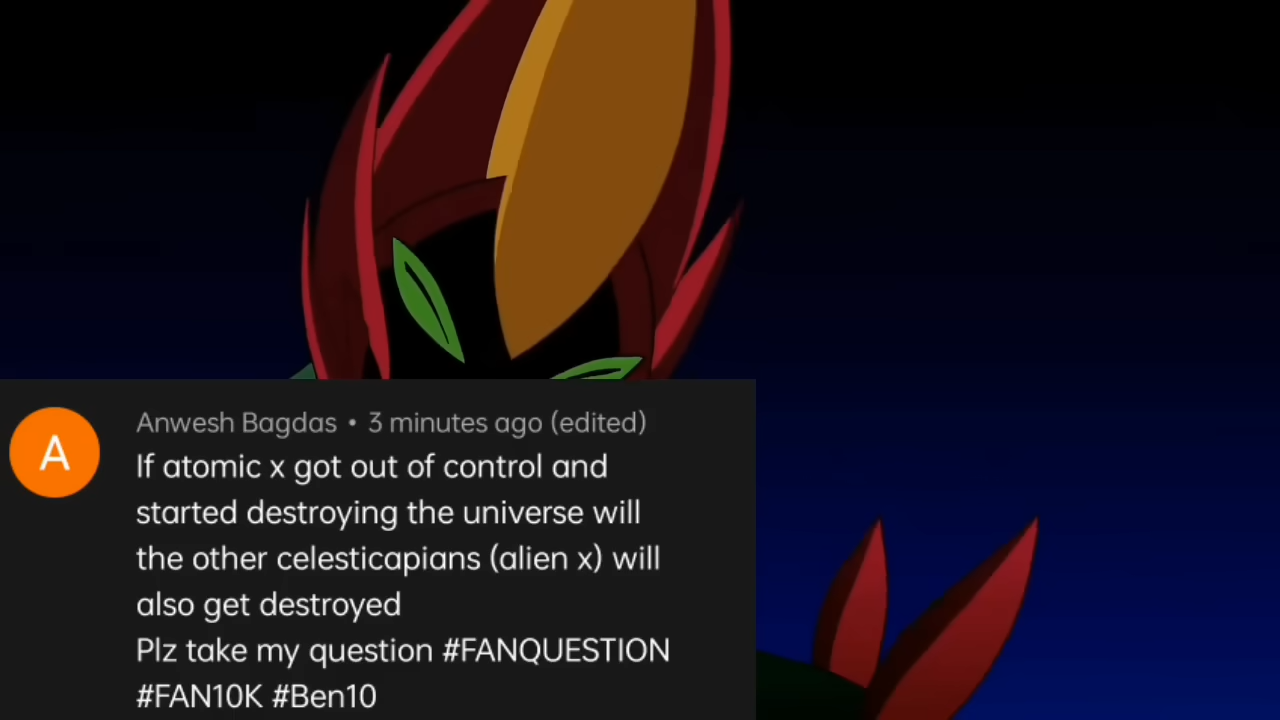 A
Anwesh Bagdas • 3 minutes ago (edited)
If atomic x got out of control and
started destroying the universe will
the other celesticapians (alien x) will
also get destroyed
Plz take my question #FANQUESTION
#FAN10K #Ben10